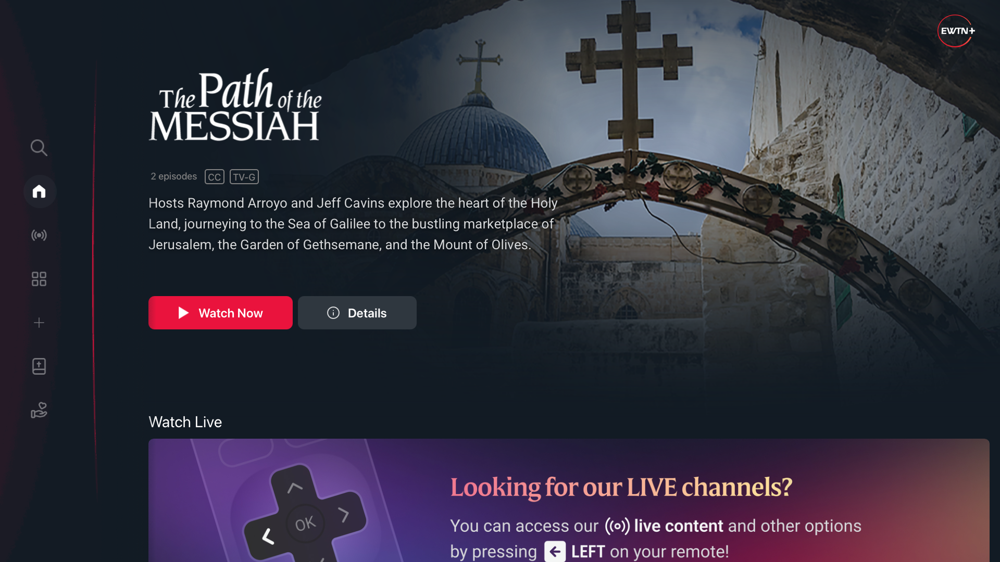 EWTN+
The Path of the
MESSIAH
2 episodes CC TV-G
Hosts Raymond Arroyo and Jeff Cavins explore the heart of the Holy
Land, journeying to the Sea of Galilee to the bustling marketplace of
Jerusalem, the Garden of Gethsemane, and the Mount of Olives.
Watch Now
Details
Watch Live
OK
Looking for our LIVE channels?
You can access our live content and other options
by pressing LEFT on your remote!